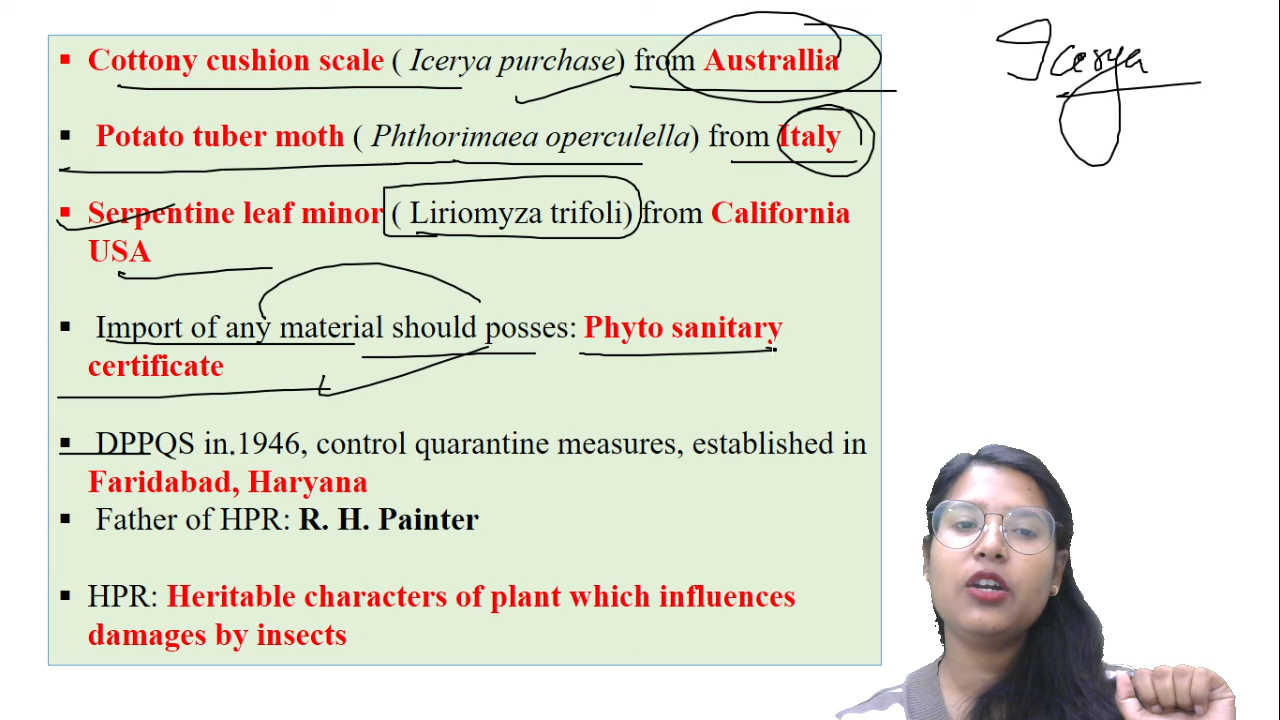 ▪ Cottony cushion scale ( Icerya purchase) from Australlia
▪ Potato tuber moth ( Phthorimaea operculella) from Italy
▪ Serpentine leaf minor ( Liriomyza trifoli) from California
USA
▪ Import of any material should posses: Phyto sanitary
certificate
▪ DPPQS in.1946, control quarantine measures, established in
Faridabad, Haryana
▪ Father of HPR: R. H. Painter
▪ HPR: Heritable characters of plant which influences
damages by insects
Icerya